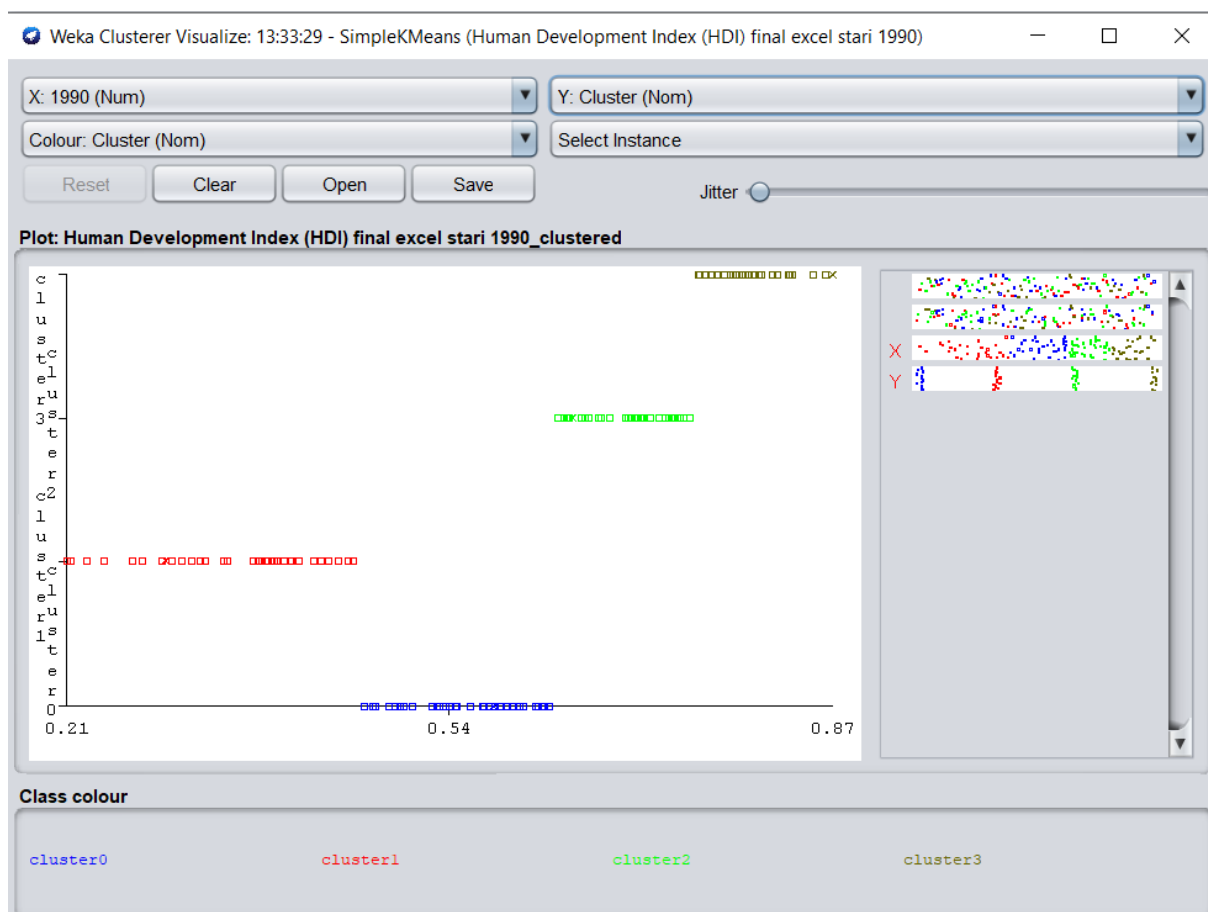 Weka Clusterer Visualize: 13:33:29 - SimpleKMeans (Human Development Index (HDI) final excel stari 1990)
X: 1990 (Num)
Y: Cluster (Nom)
Colour: Cluster (Nom)
Select Instance
Reset
Clear
Open
Save
Jitter
Plot: Human Development Index (HDI) final excel stari 1990_clustered
cluster3
cluster2
cluster1
cluster0
0.21
0.54
0.87
X
Y
Class colour
cluster0
cluster1
cluster2
cluster3